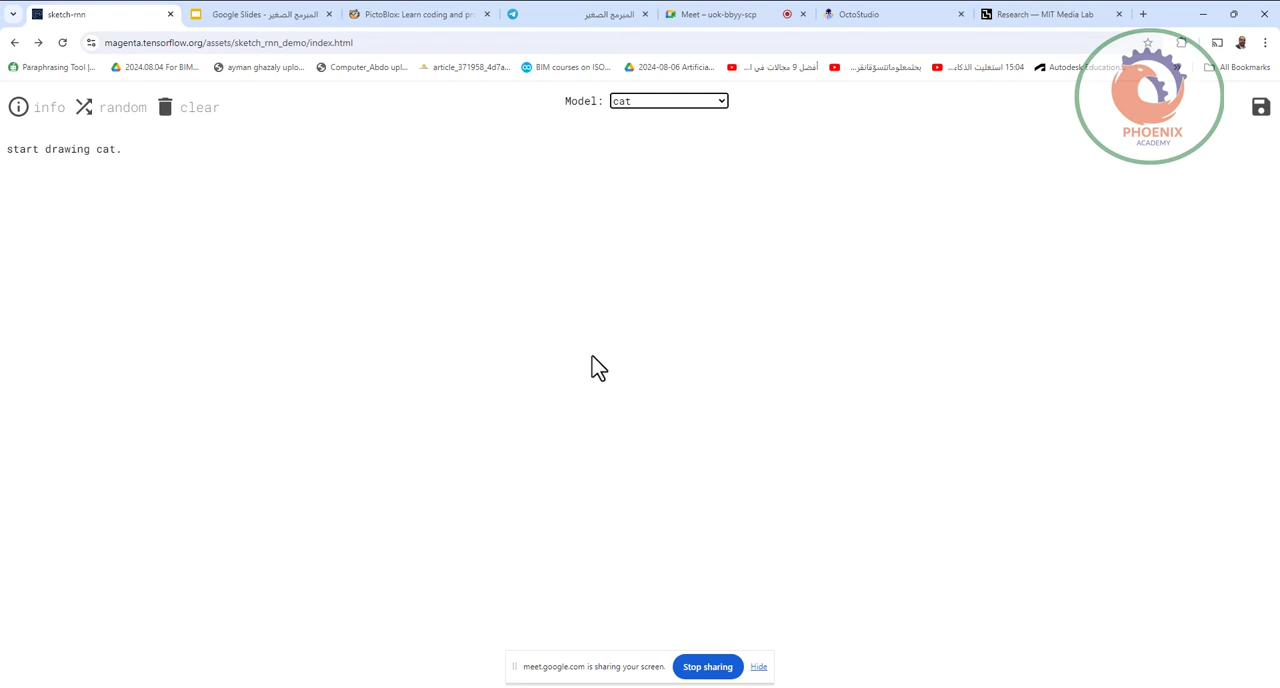 sketch-rnn
Google Slides - المبرمج الصغير
PictoBlox: Learn coding and pr
المبرمج الصغير
Meet – uok-bbyy-scp
OctoStudio
Research — MIT Media Lab
magenta.tensorflow.org/assets/sketch_rnn_demo/index.html
Paraphrasing Tool |...
2024.08.04 For BIM...
ayman ghazaly uplo...
Computer_Abdo upl...
article_371958_4d7a...
BIM courses on ISO...
2024-08-06 Artificia...
أفضل 9 مجالات في ا...
15:04 استغليت الذكاء...
Autodesk Education
All Bookmarks
info
random
clear
Model: cat
PHOENIX
ACADEMY
start drawing cat.
meet.google.com is sharing your screen.
Stop sharing
Hide